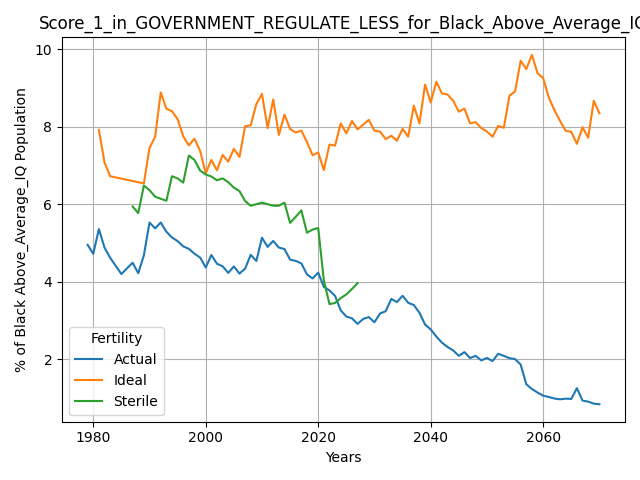 Score_1_in_GOVERNMENT_REGULATE_LESS_for_Black_Above_Average_IQ
% of Black Above_Average_IQ Population
10
8
6
4
2
Fertility
Actual
Ideal
Sterile
1980
2000
2020
2040
2060
Years